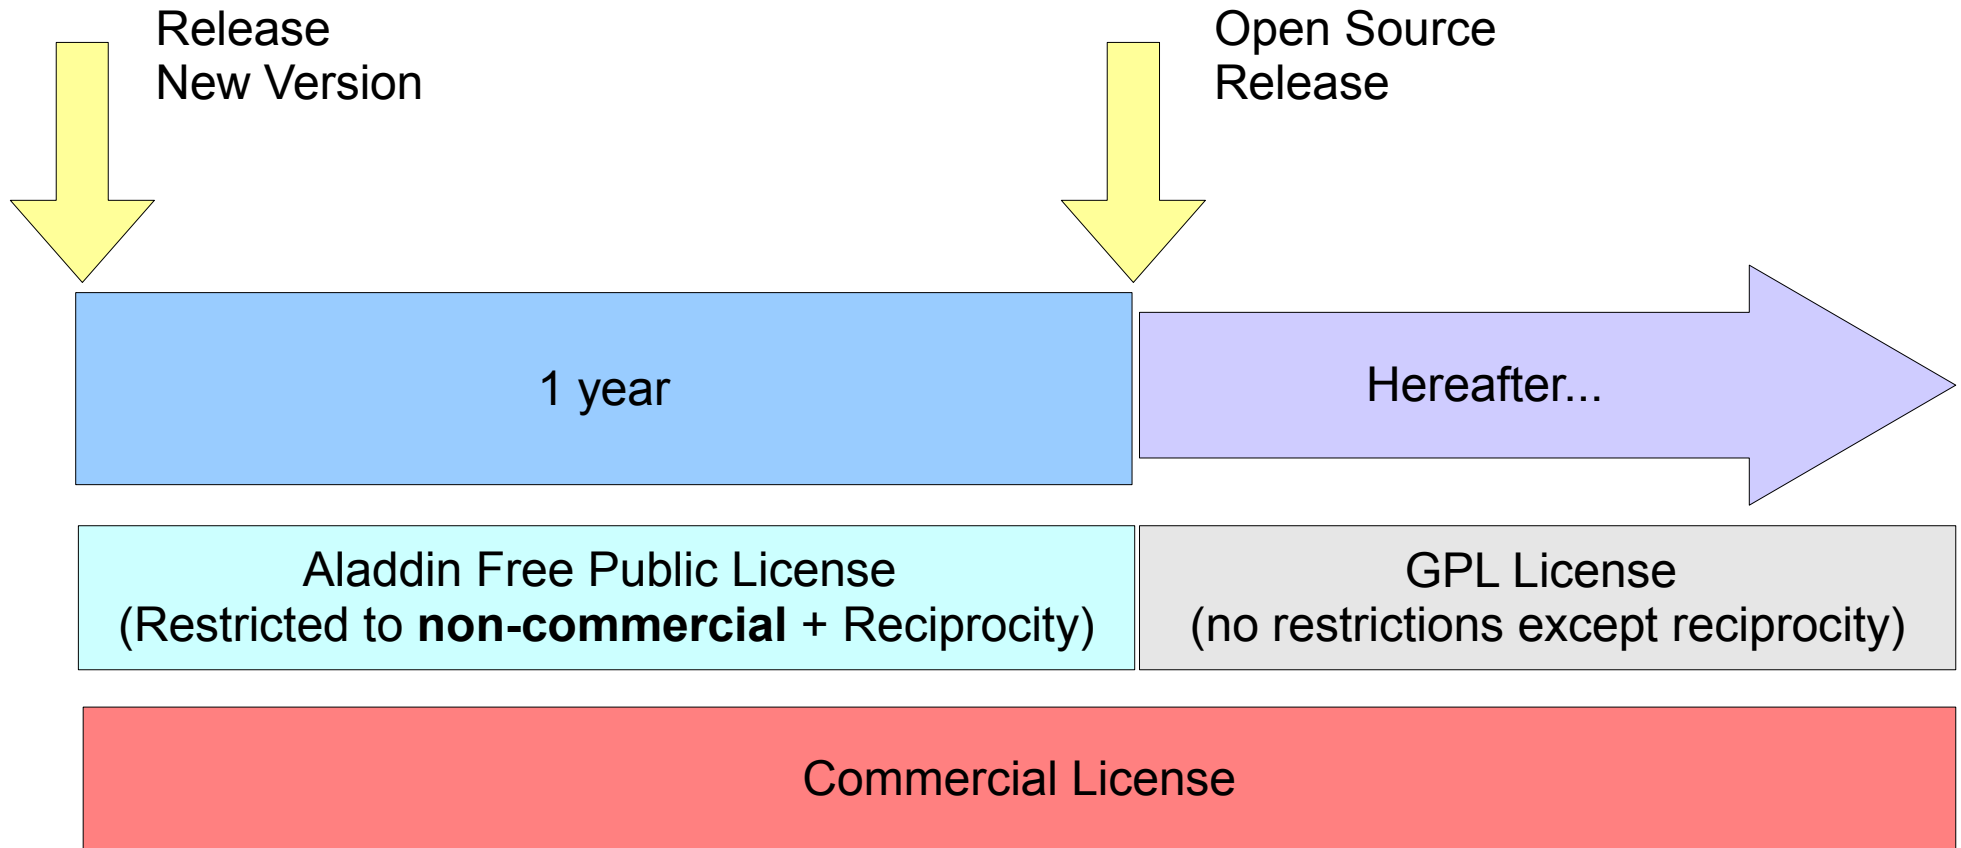 Release
New Version
Open Source
Release
1 year
Hereafter...
Aladdin Free Public License
(Restricted to non-commercial + Reciprocity)
GPL License
(no restrictions except reciprocity)
Commercial License